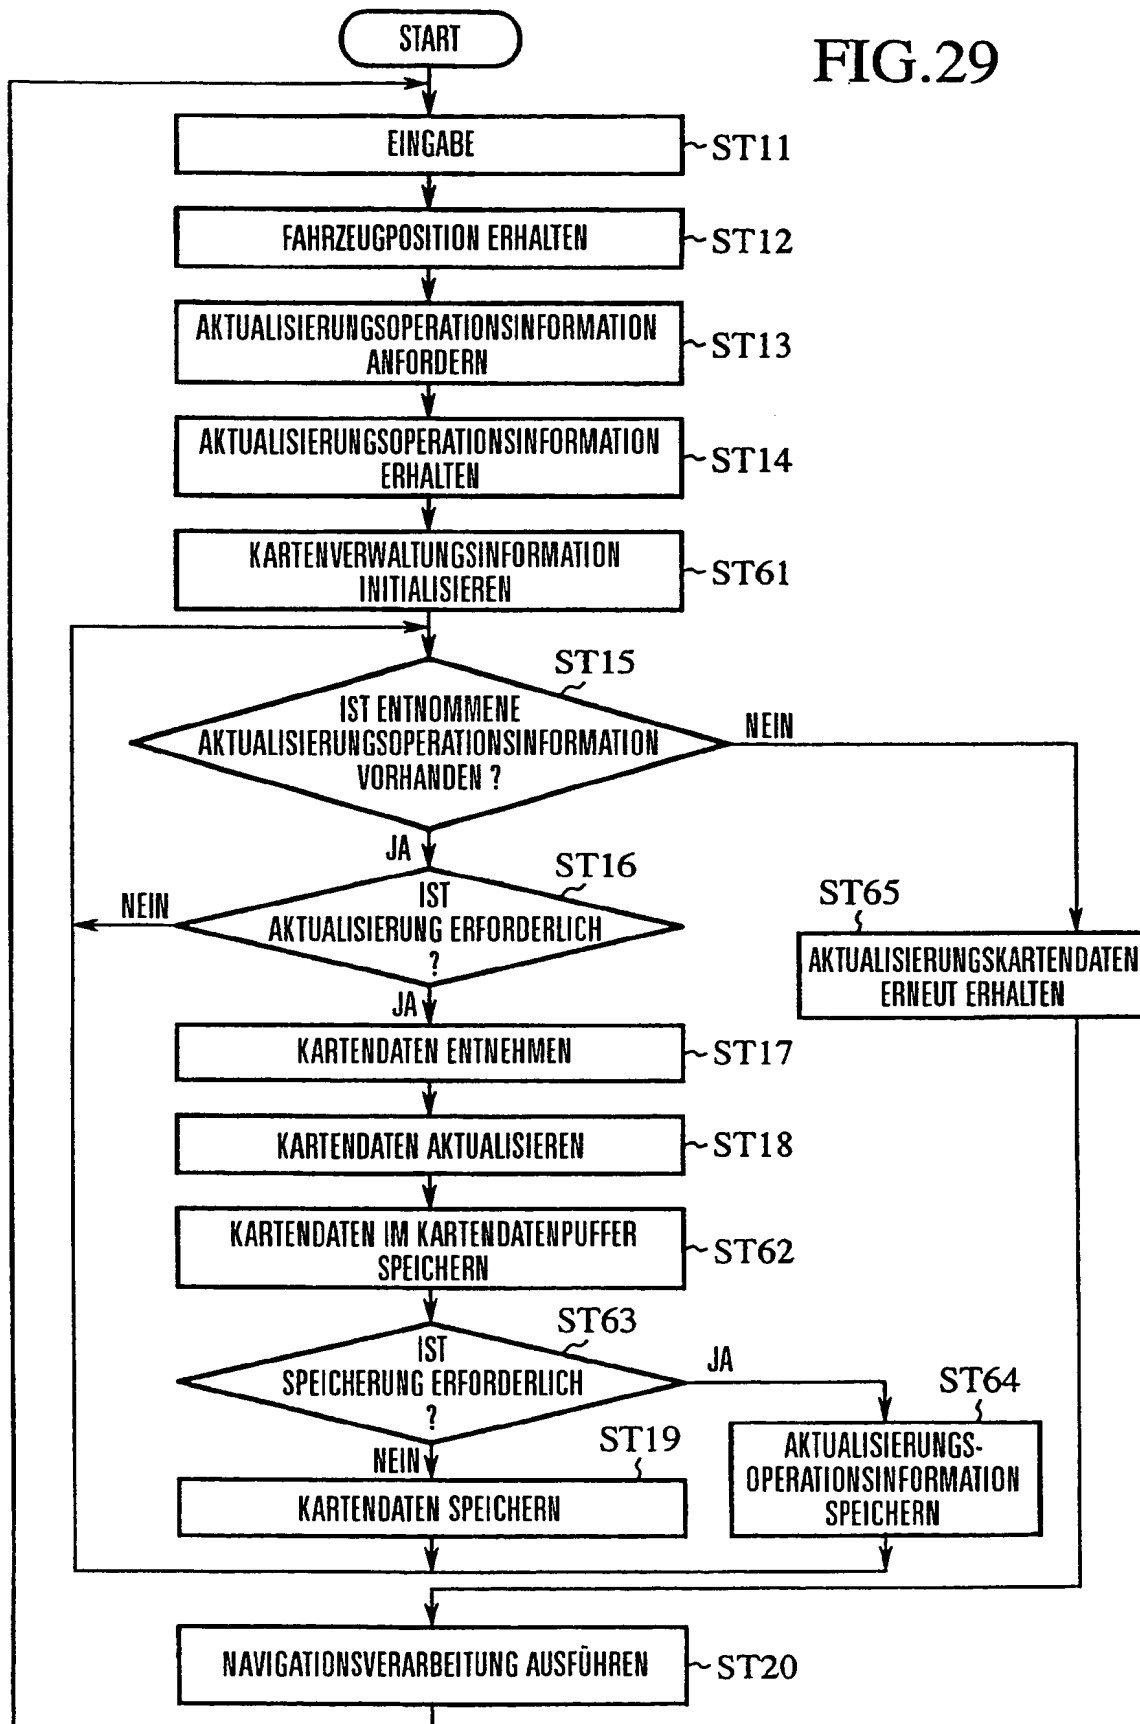 START
FIG.29
EINGABE
ST11
FAHRZEUGPOSITION ERHALTEN
ST12
AKTUALISIERUNGSOPERATIONSINFORMATION
ANFORDERN
ST13
AKTUALISIERUNGSOPERATIONSINFORMATION
ERHALTEN
ST14
KARTENVERWALTUNGSINFORMATION
INITIALISIEREN
ST61
ST15
IST ENTNOMMENE
AKTUALISIERUNGSOPERATIONSINFORMATION
VORHANDEN ?
NEIN
JA
ST16
IST
AKTUALISIERUNG ERFORDERLICH
?
NEIN
JA
ST65
AKTUALISIERUNGSKARTENDATEN
ERNEUT ERHALTEN
KARTENDATEN ENTNEHMEN
ST17
KARTENDATEN AKTUALISIEREN
ST18
KARTENDATEN IM KARTENDATENPUFFER
SPEICHERN
ST62
ST63
IST
SPEICHERUNG ERFORDERLICH
?
JA
NEIN
ST64
AKTUALISIERUNGS-
OPERATIONSINFORMATION
SPEICHERN
ST19
KARTENDATEN SPEICHERN
NAVIGATIONSVERARBEITUNG AUSFÜHREN
ST20